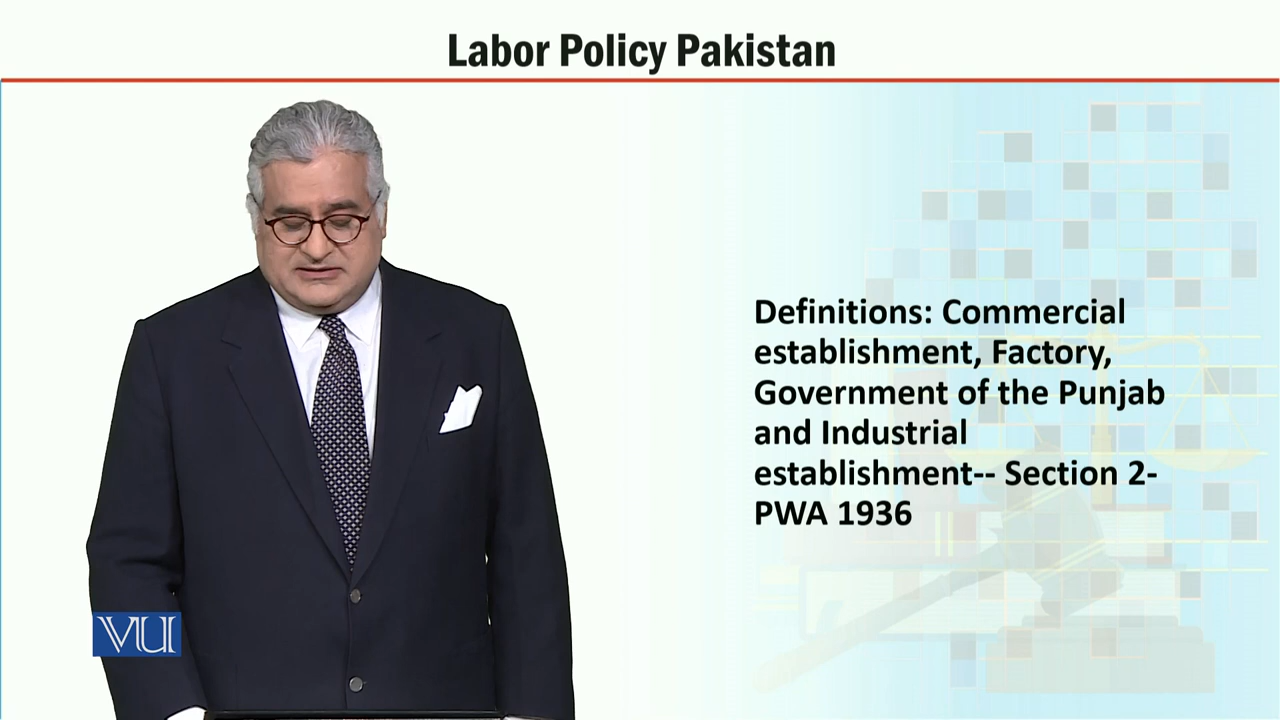 Labor Policy Pakistan
Definitions: Commercial
establishment, Factory,
Government of the Punjab
and Industrial
establishment-- Section 2-
PWA 1936
VU